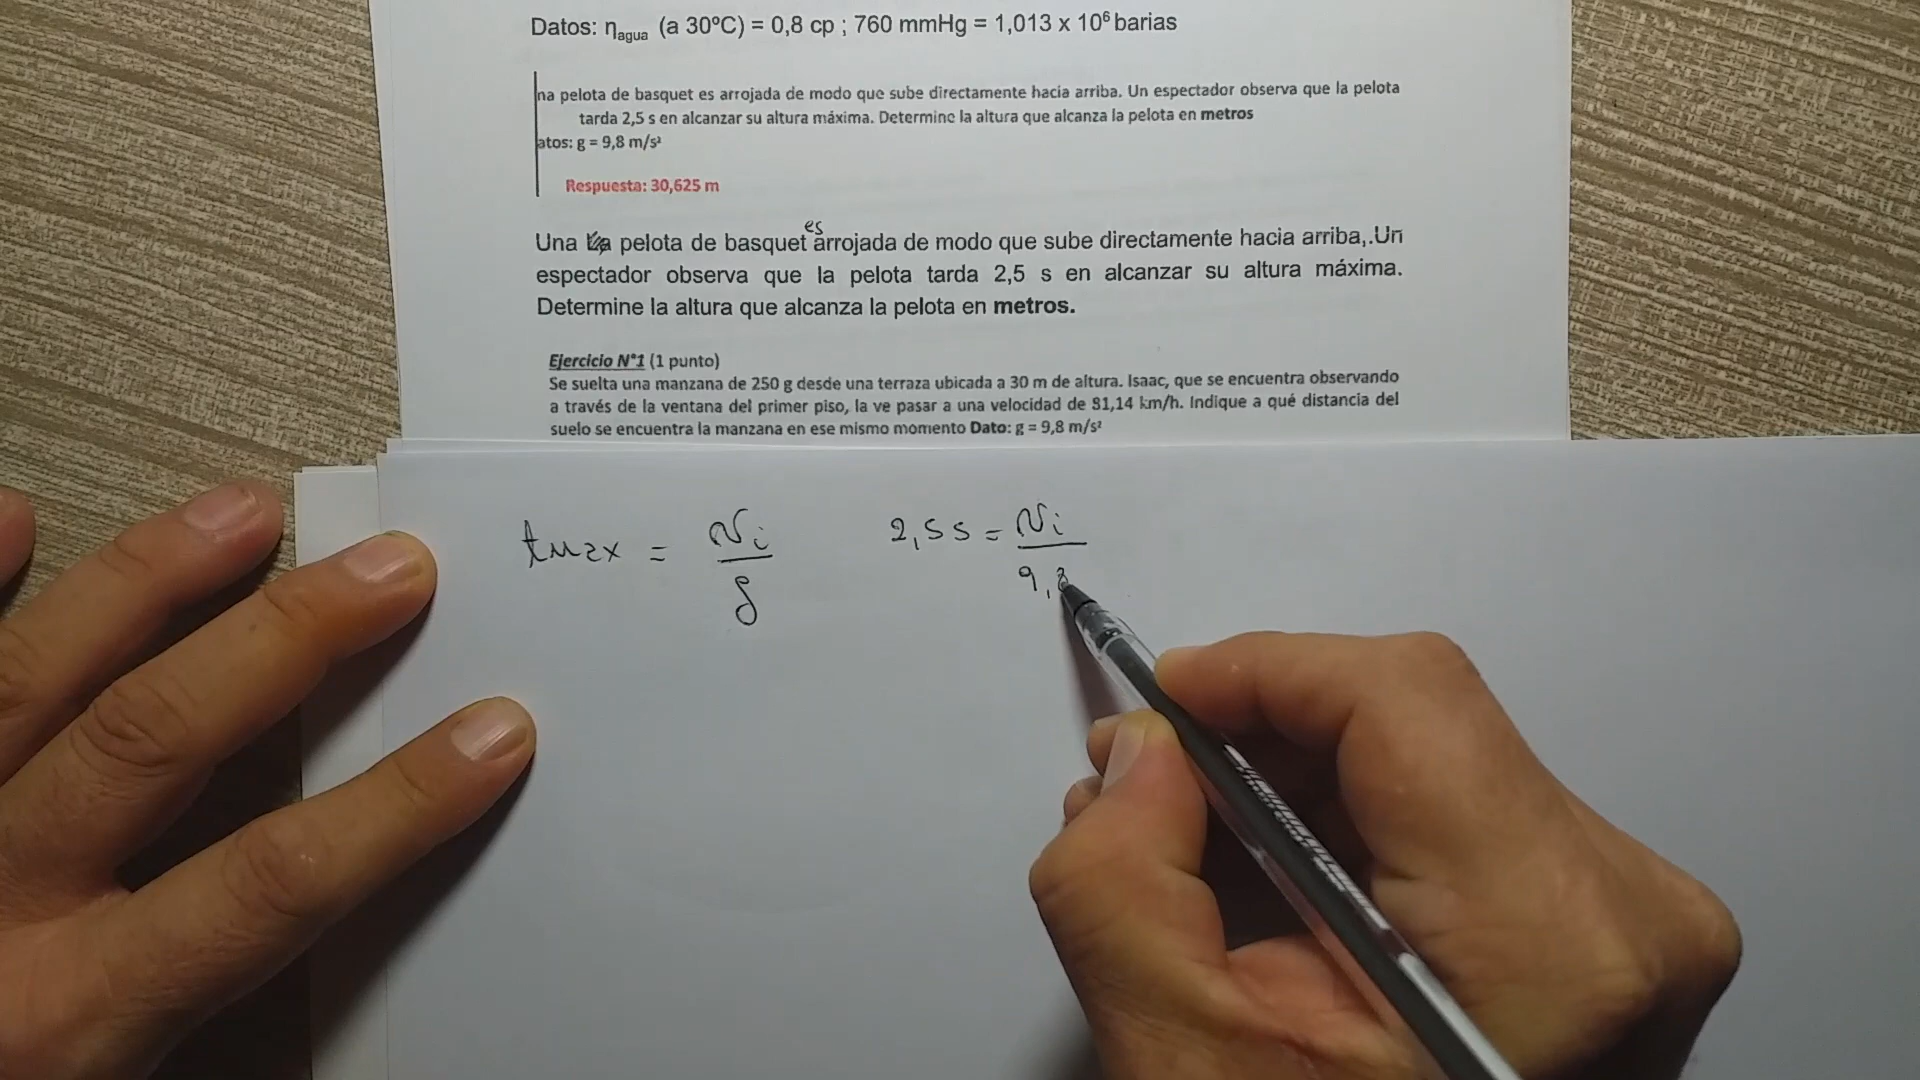 Datos: ηagua (a 30ºC) = 0,8 cp ; 760 mmHg = 1,013 x 10⁶ barias
na pelota de basquet es arrojada de modo que sube directamente hacia arriba. Un espectador observa que la pelota
tarda 2,5 s en alcanzar su altura máxima. Determine la altura que alcanza la pelota en metros
atos: g = 9,8 m/s²
Respuesta: 30,625 m
es
Una pelota de basquet arrojada de modo que sube directamente hacia arriba,.Un
espectador observa que la pelota tarda 2,5 s en alcanzar su altura máxima.
Determine la altura que alcanza la pelota en metros.
Ejercicio N°1 (1 punto)
Se suelta una manzana de 250 g desde una terraza ubicada a 30 m de altura. Isaac, que se encuentra observando
a través de la ventana del primer piso, la ve pasar a una velocidad de 81,14 km/h. Indique a qué distancia del
suelo se encuentra la manzana en ese mismo momento Dato: g = 9,8 m/s²
tmax = Vi / g
2,5 s = Vi / 9,8